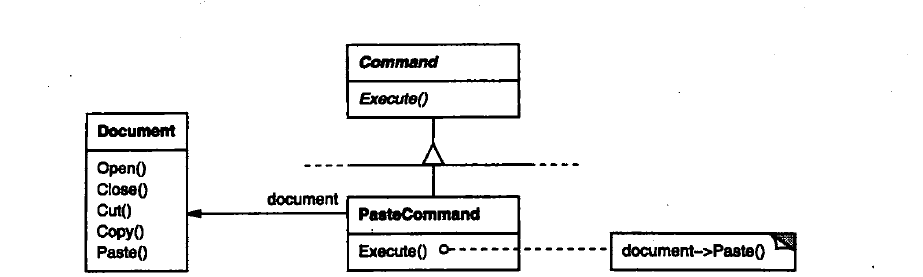 Command
Execute()
Document
Open()
Close()
Cut()
Copy()
Paste()
document
PasteCommand
Execute()
document->Paste()